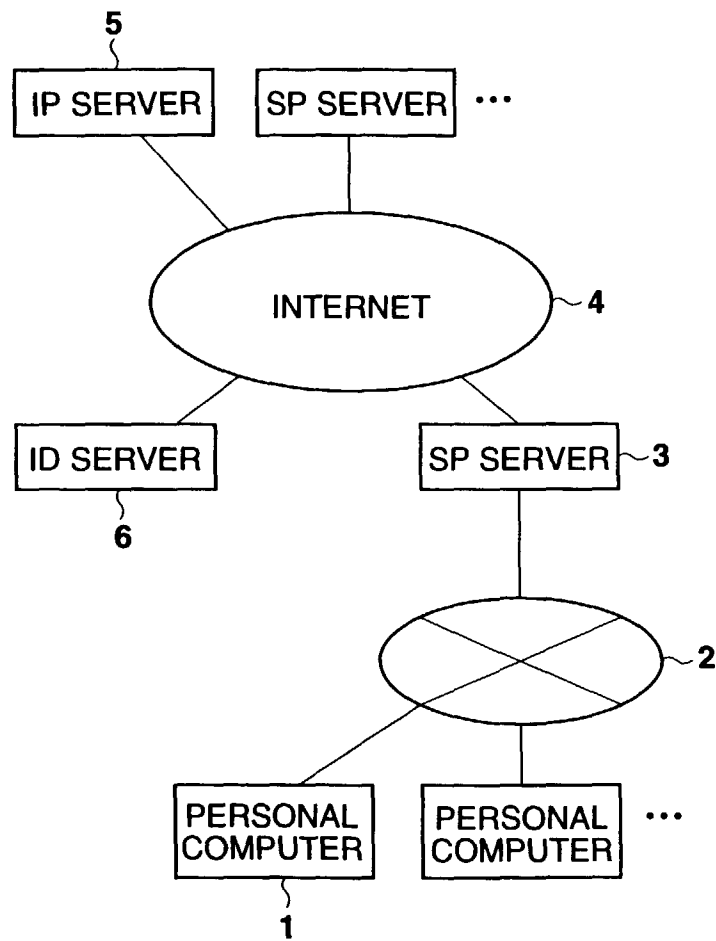 5
IP SERVER
SP SERVER
...
INTERNET
4
ID SERVER
6
SP SERVER
3
2
PERSONAL
COMPUTER
1
PERSONAL
COMPUTER
...